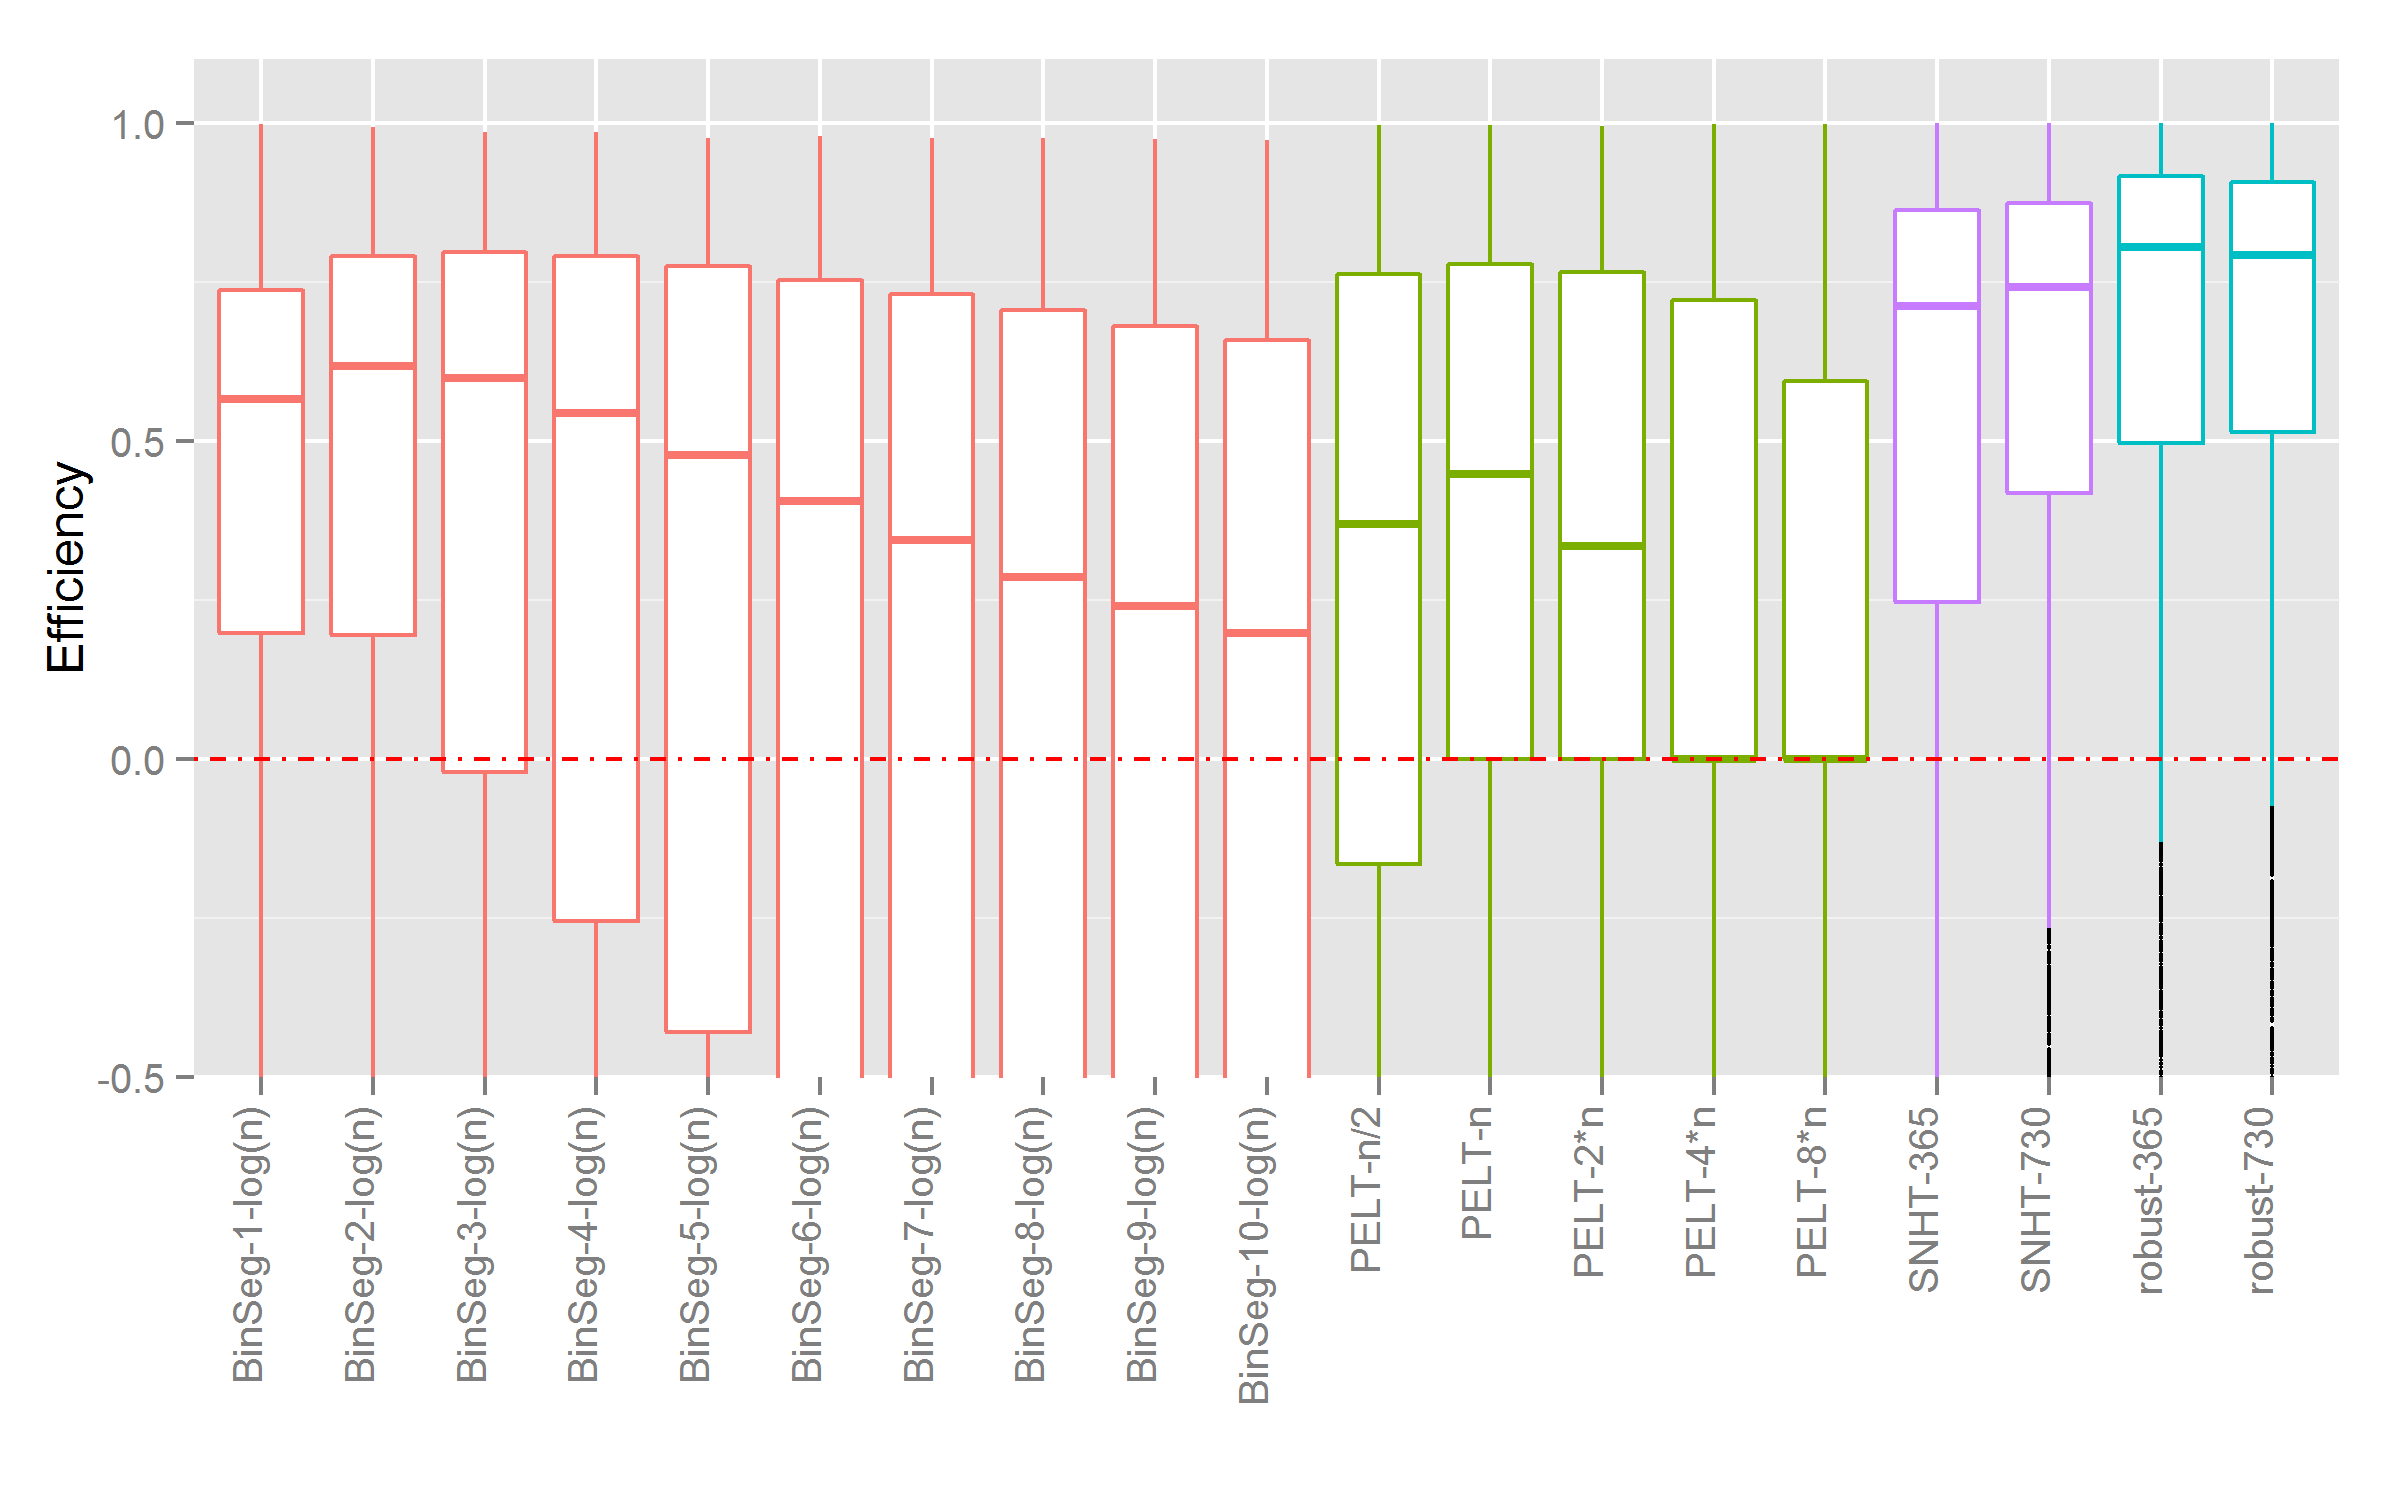 Efficiency
1.0
0.5
0.0
-0.5
BinSeg-1-log(n)
BinSeg-2-log(n)
BinSeg-3-log(n)
BinSeg-4-log(n)
BinSeg-5-log(n)
BinSeg-6-log(n)
BinSeg-7-log(n)
BinSeg-8-log(n)
BinSeg-9-log(n)
BinSeg-10-log(n)
PELT-n/2
PELT-n
PELT-2*n
PELT-4*n
PELT-8*n
SNHT-365
SNHT-730
robust-365
robust-730